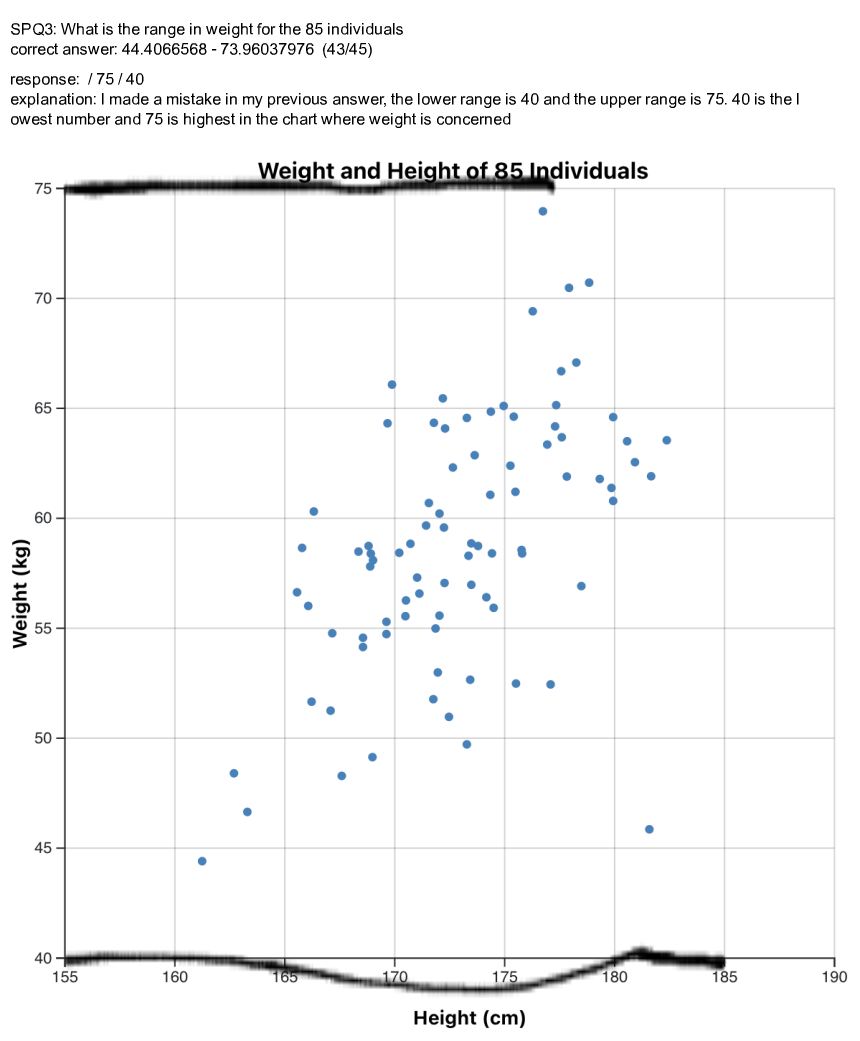 SPQ3: What is the range in weight for the 85 individuals
correct answer: 44.4066568 - 73.96037976  (43/45)
response:  / 75 / 40
explanation: I made a mistake in my previous answer, the lower range is 40 and the upper range is 75. 40 is the l
owest number and 75 is highest in the chart where weight is concerned
Weight and Height of 85 Individuals
75
70
65
60
55
50
45
40
Weight (kg)
155 160 165 170 175 180 185 190
Height (cm)